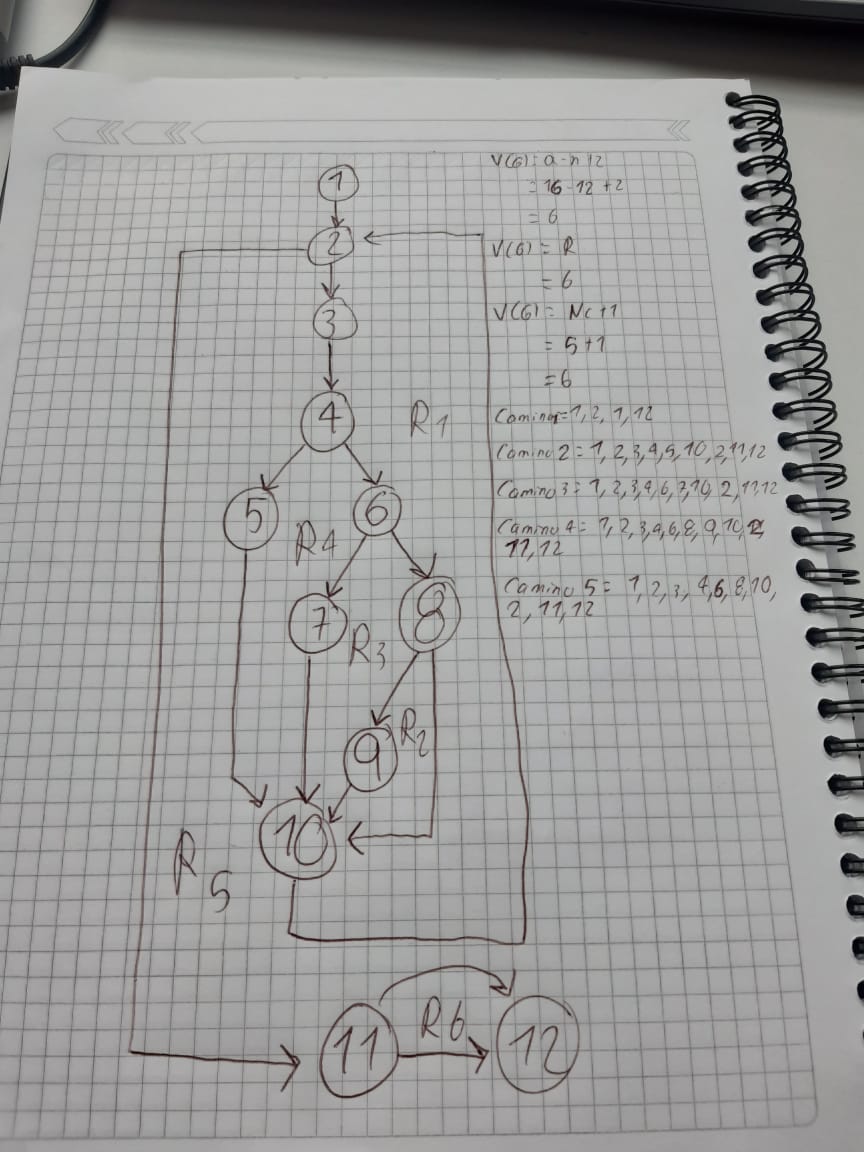 1
2
3
4
5
6
7
8
9
10
11
12
R1
R4
R3
R2
R5
R6
V(G)= a-n+2
= 16-12+2
= 6
V(G) = R
= 6
V(G) = Nc+1
= 5+1
=6
Camino1=1,2,1,12
Camino 2 = 1,2,3,4,5,10,2,11,12
Camino 3 = 1,2,3,4,6,7,10,2,11,12
Camino 4 = 1,2,3,4,6,8,9,10,2,
11,12
Camino 5 = 1,2,3,4,6,8,10,
2,11,12